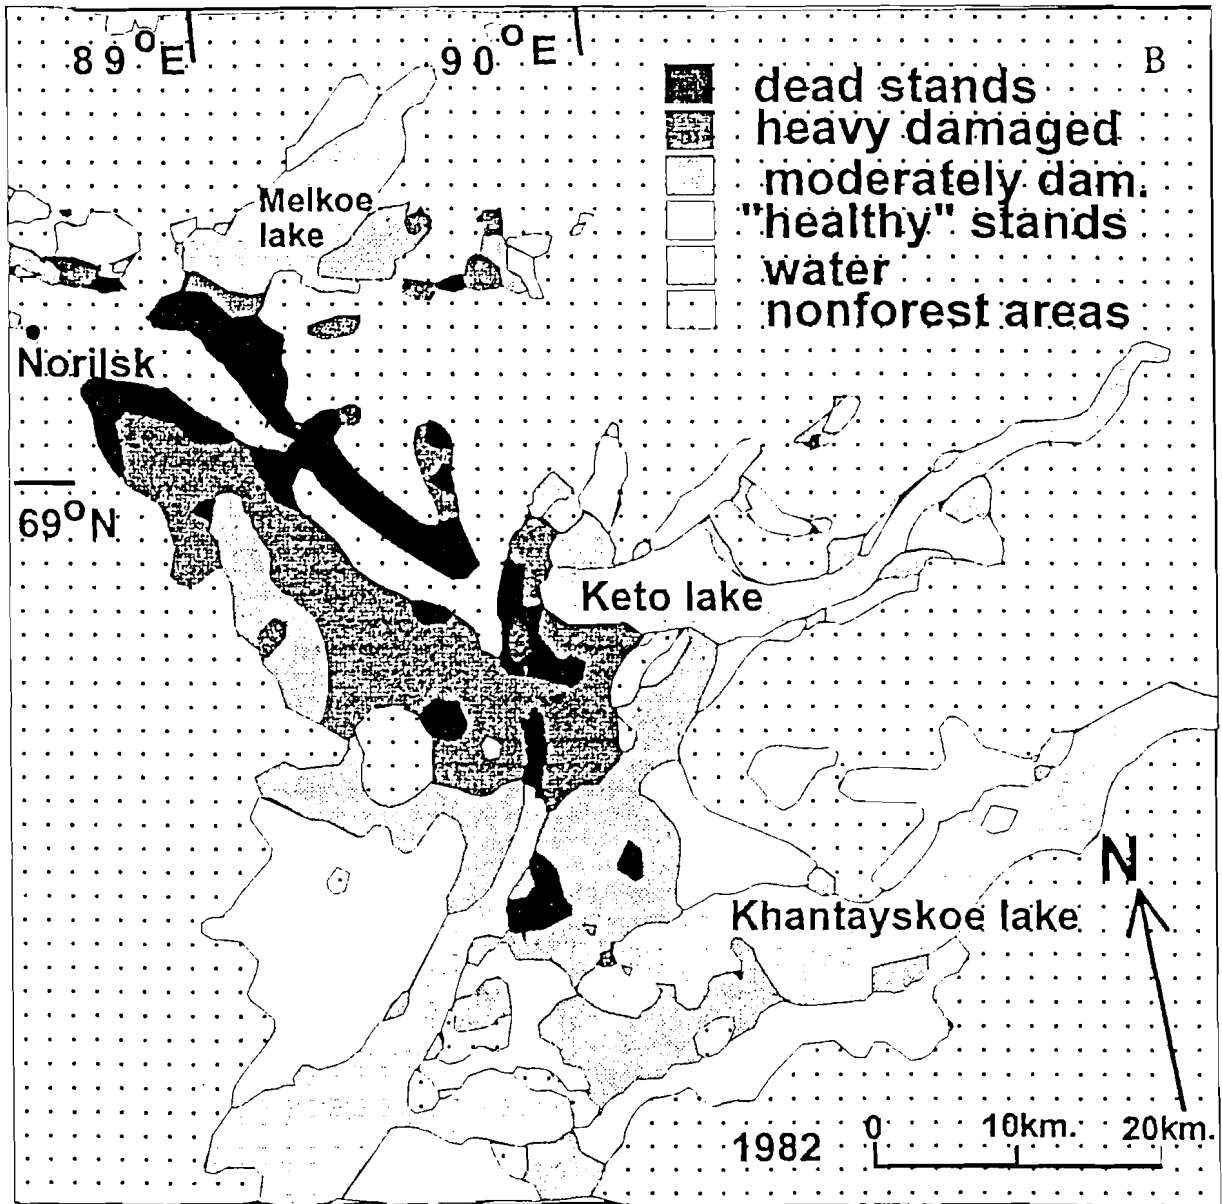 89°E
90°E
B
dead stands
heavy damaged
moderately dam.
"healthy" stands
water
nonforest areas
Melkoe
lake
Norilsk
69°N
Keto lake
Khantayskoe lake
N
1982
0 10km. 20km.